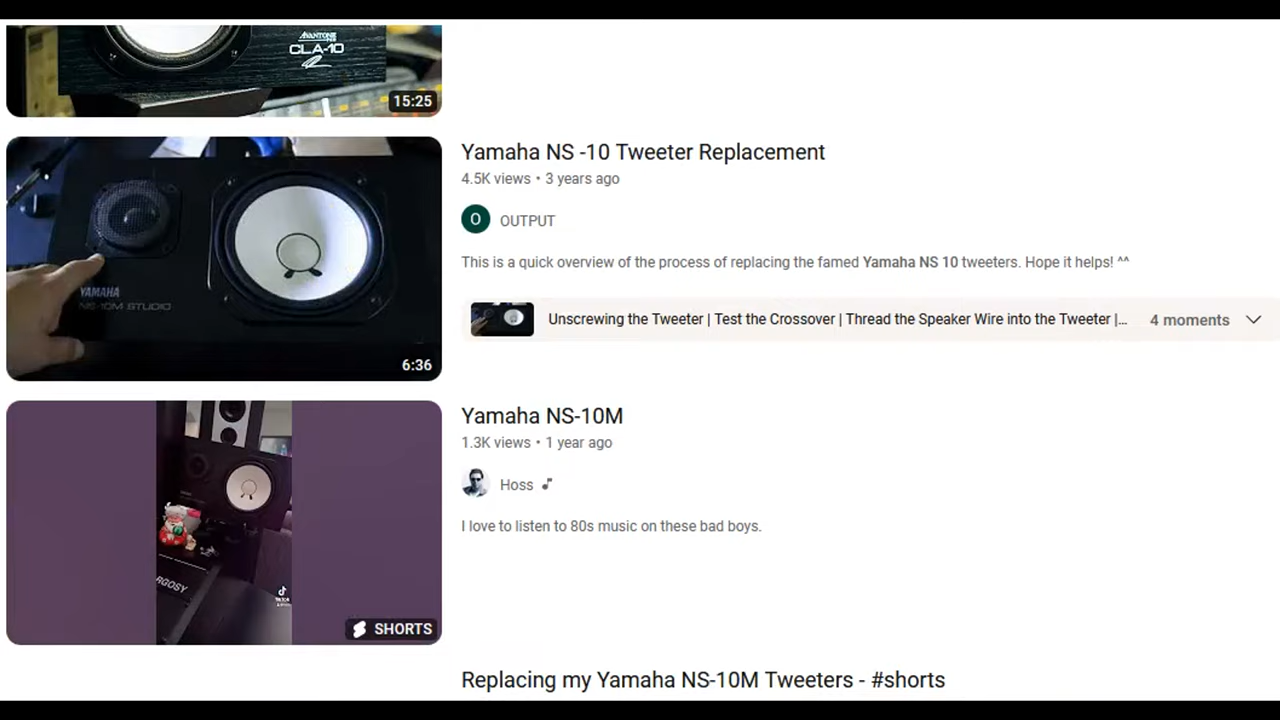 AVANTONE
CLA-10
15:25
Yamaha NS -10 Tweeter Replacement
4.5K views • 3 years ago
O OUTPUT
This is a quick overview of the process of replacing the famed Yamaha NS 10 tweeters. Hope it helps! ^^
Unscrewing the Tweeter | Test the Crossover | Thread the Speaker Wire into the Tweeter |... 4 moments
YAMAHA
NS-10M STUDIO
6:36
Yamaha NS-10M
1.3K views • 1 year ago
Hoss
I love to listen to 80s music on these bad boys.
RGOSY
SHORTS
Replacing my Yamaha NS-10M Tweeters - #shorts